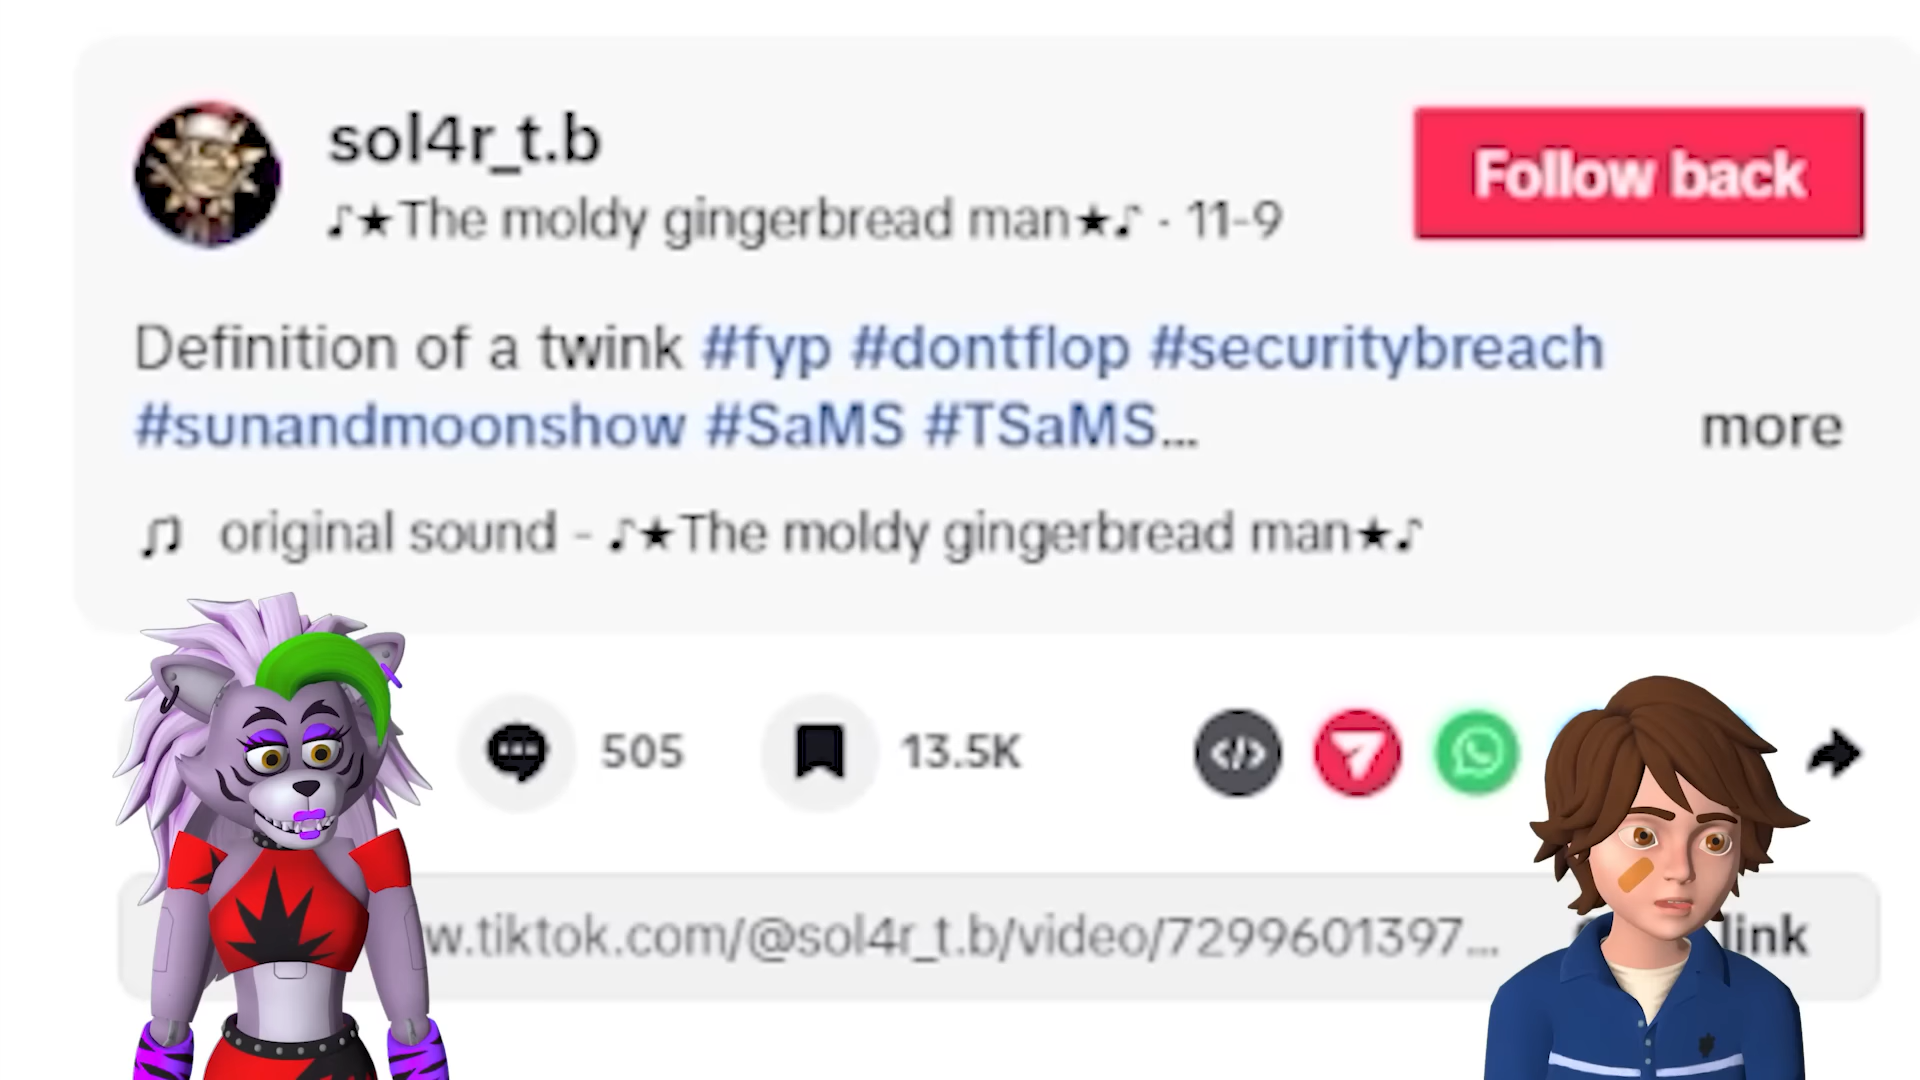 sol4r_t.b
♪★The moldy gingerbread man★♪ · 11-9
Follow back
Definition of a twink #fyp #dontflop #securitybreach
#sunandmoonshow #SaMS #TSaMS...
more
♫ original sound - ♪★The moldy gingerbread man★♪
505
13.5K
w.tiktok.com/@sol4r_t.b/video/7299601397...
link